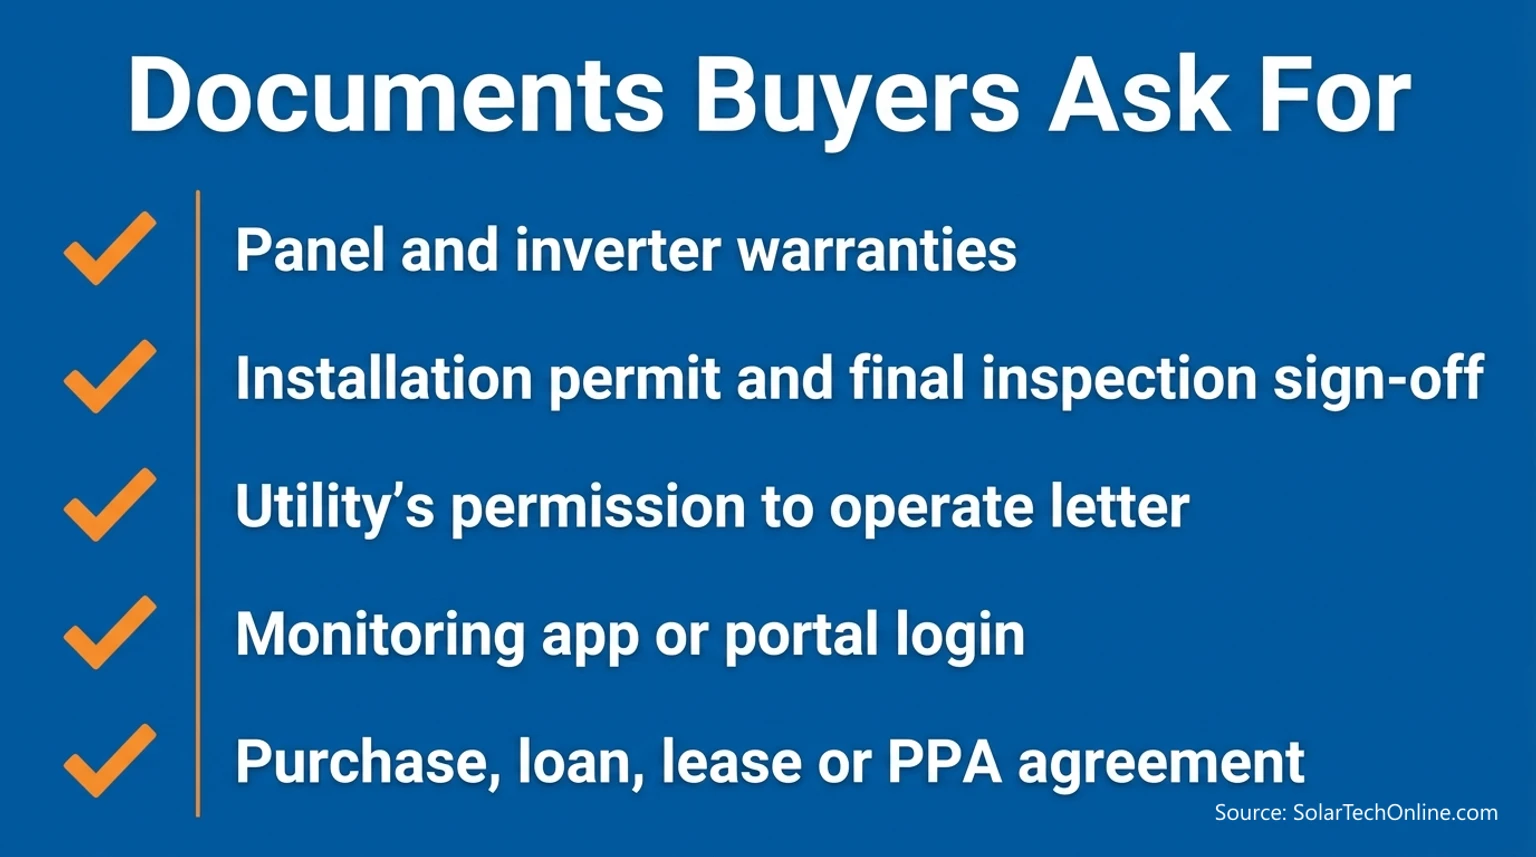 Documents Buyers Ask For
Panel and inverter warranties
Installation permit and final inspection sign-off
Utility’s permission to operate letter
Monitoring app or portal login
Purchase, loan, lease or PPA agreement
Source: SolarTechOnline.com